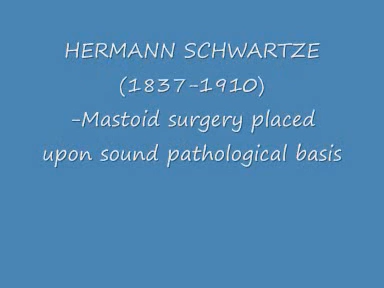 HERMANN SCHWARTZE
(1837-1910)
-Mastoid surgery placed
upon sound pathological basis